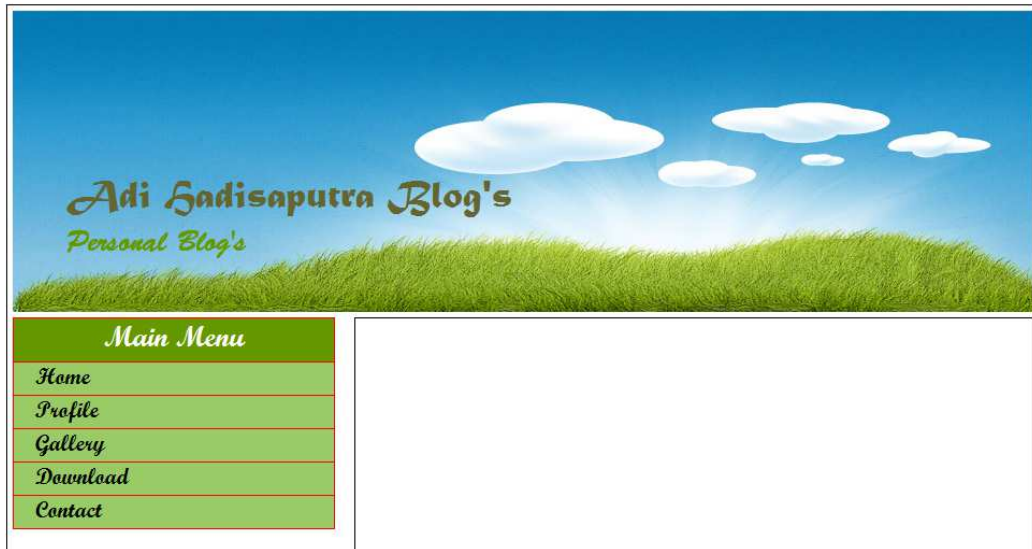 Adi Hadisaputra Blog's
Personal Blog's
Main Menu
Home
Profile
Gallery
Download
Contact